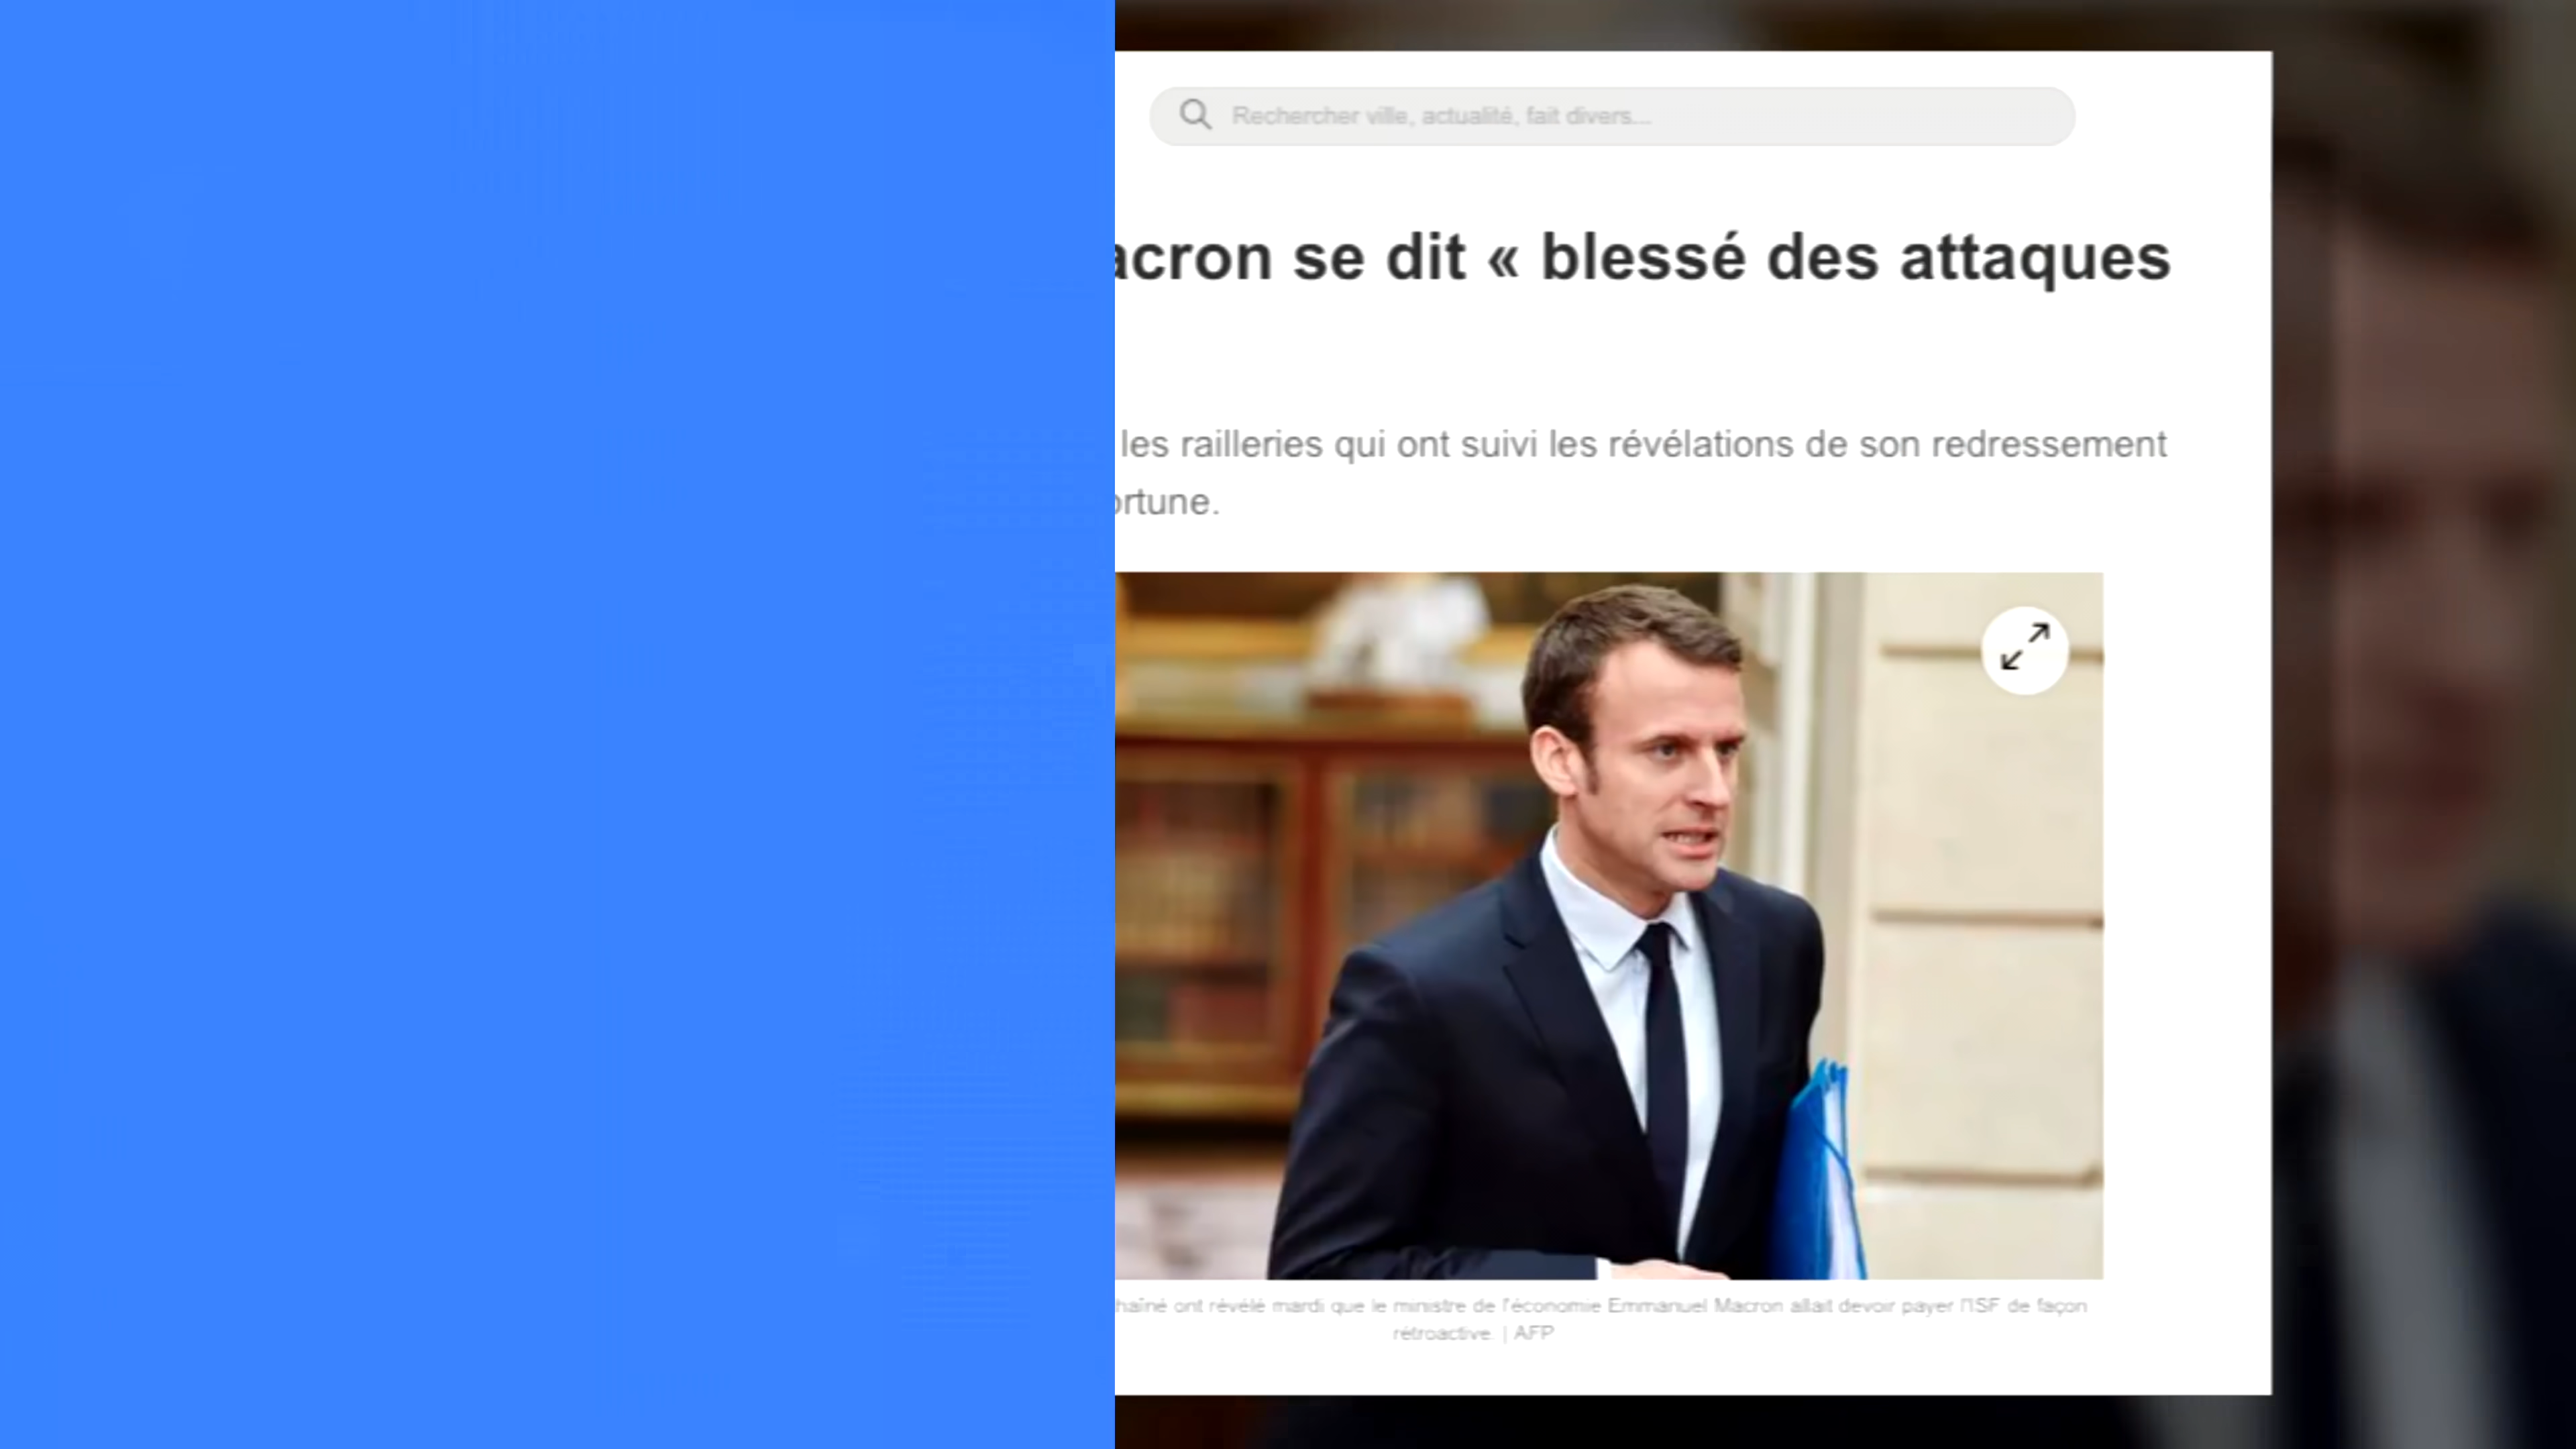 Rechercher ville, actualité, fait divers...
acron se dit « blessé des attaques
les railleries qui ont suivi les révélations de son redressement
ortune.
haîné ont révélé mardi que le ministre de l'économie Emmanuel Macron allait devoir payer l'ISF de façon
rétroactive. | AFP